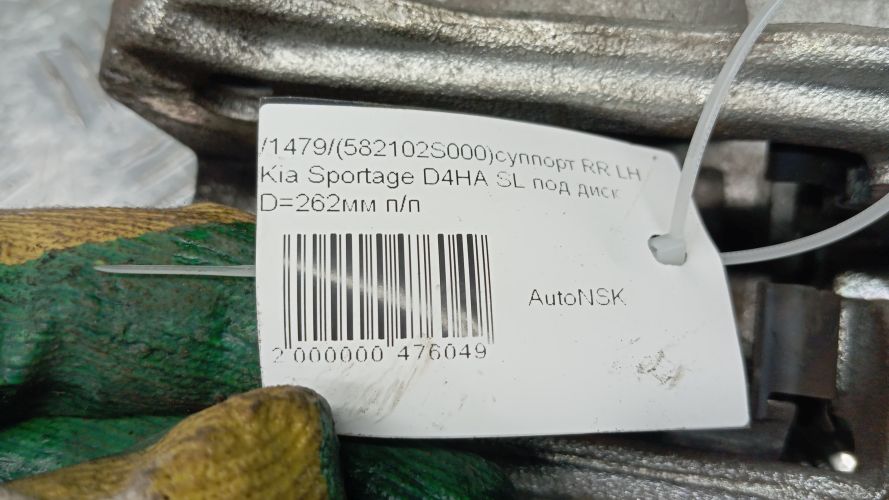 /1479/(582102S000)суппорт RR LH
Kia Sportage D4HA SL под диск
D=262мм п/п
AutoNSK
2 000000 476049